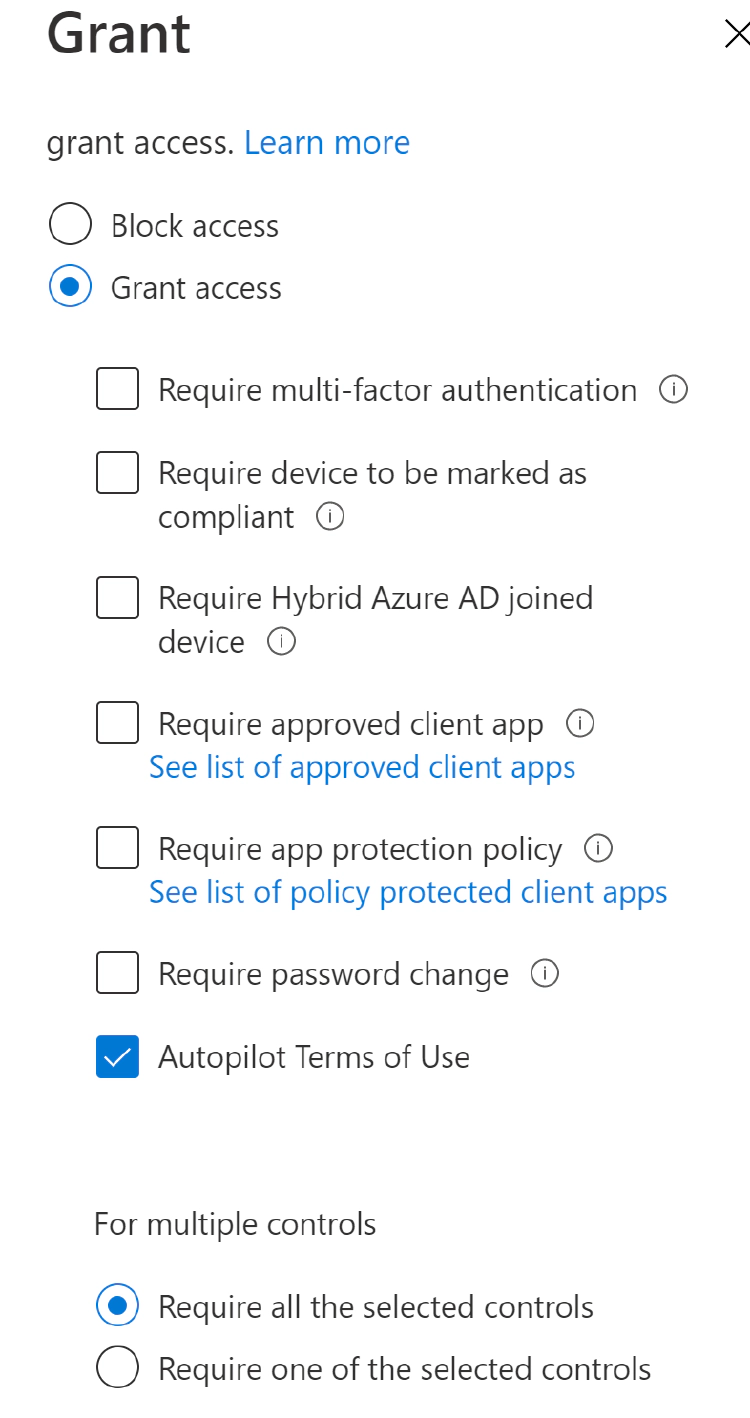 Grant
grant access. Learn more
Block access
Grant access
Require multi-factor authentication
Require device to be marked as
compliant
Require Hybrid Azure AD joined
device
Require approved client app
See list of approved client apps
Require app protection policy
See list of policy protected client apps
Require password change
Autopilot Terms of Use
For multiple controls
Require all the selected controls
Require one of the selected controls